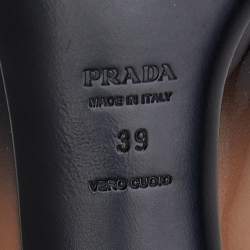 PRADA
MADE IN ITALY
39
VERO CUOIO